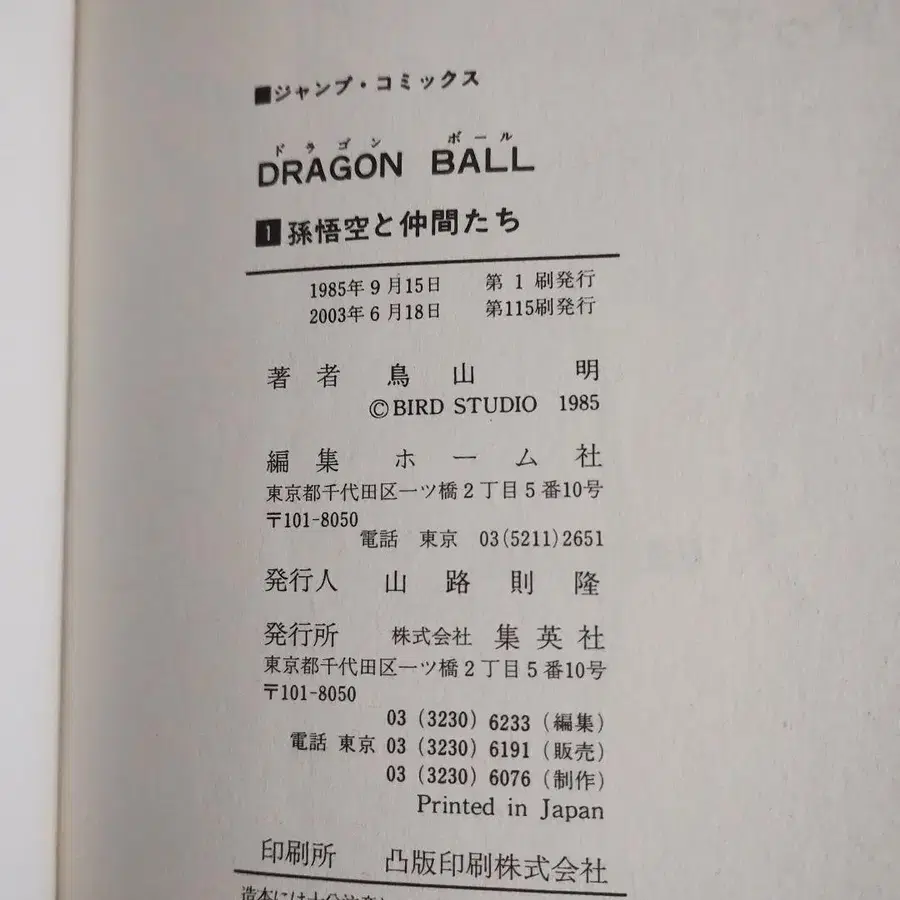 ■ジャンプ・コミックス
ドラゴン ボール
DRAGON BALL
1 孫悟空と仲間たち
1985年9月15日 第1刷発行
2003年6月18日 第115刷発行
著者 鳥山明
©BIRD STUDIO 1985
編集 ホーム社
東京都千代田区一ツ橋2丁目5番10号
〒101-8050
電話 東京 03(5211)2651
発行人 山路則隆
発行所 株式会社 集英社
東京都千代田区一ツ橋2丁目5番10号
〒101-8050
03 (3230) 6233 (編集)
電話 東京 03 (3230) 6191 (販売)
03 (3230) 6076 (制作)
Printed in Japan
印刷所 凸版印刷株式会社
造本には十分注意